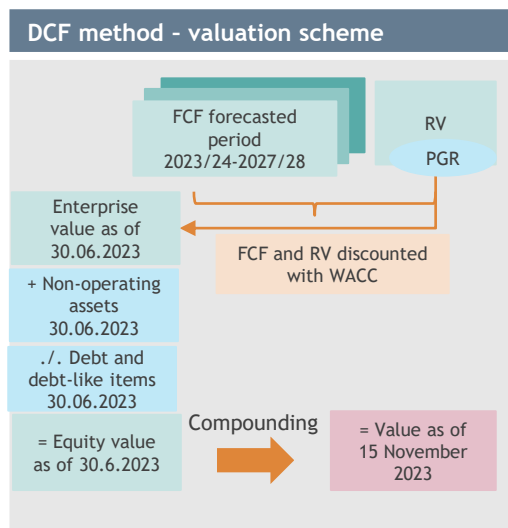 DCF method – valuation scheme
FCF forecasted
period
2023/24-2027/28
RV
PGR
Enterprise
value as of
30.06.2023
FCF and RV discounted
with WACC
+ Non-operating
assets
30.06.2023
./. Debt and
debt-like items
30.06.2023
= Equity value
as of 30.6.2023
Compounding
= Value as of
15 November
2023